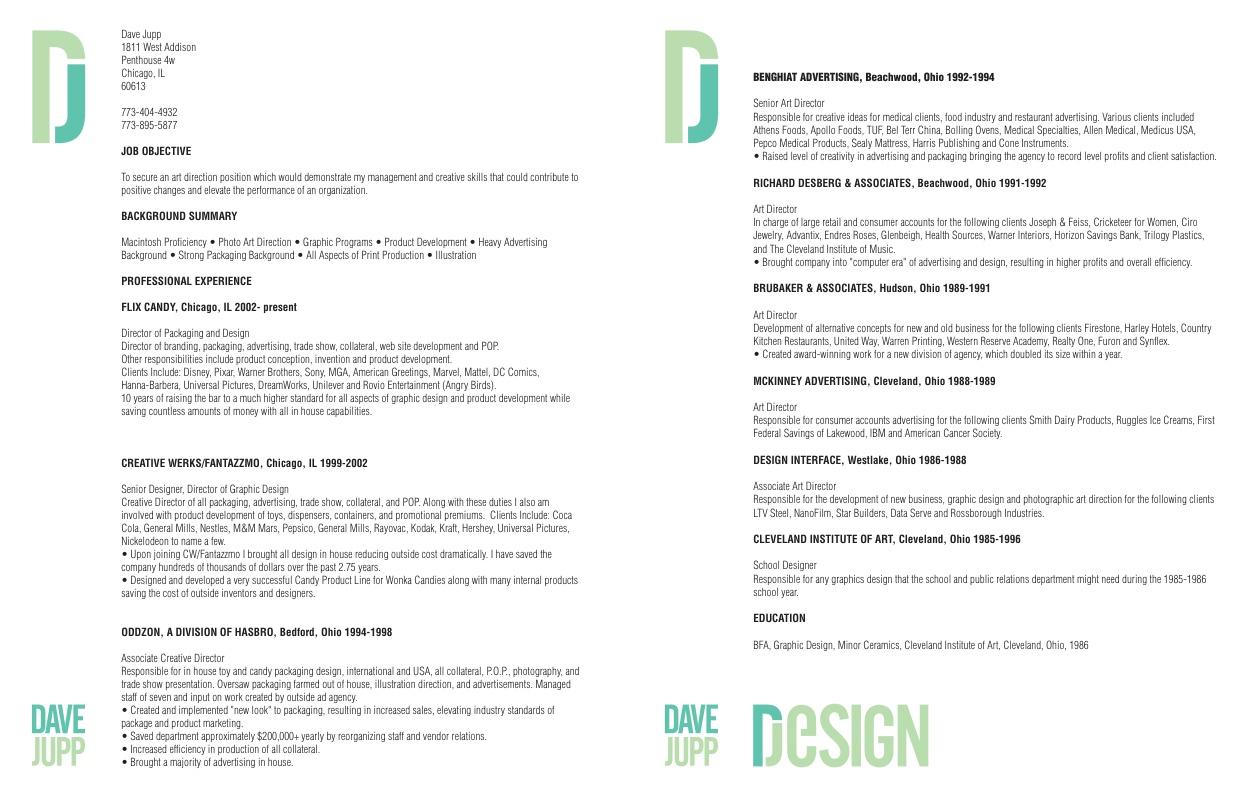 DJ
Dave Jupp
1811 West Addison
Penthouse 4w
Chicago, IL
60613
773-404-4932
773-895-5877
JOB OBJECTIVE
To secure an art direction position which would demonstrate my management and creative skills that could contribute to
positive changes and elevate the performance of an organization.
BACKGROUND SUMMARY
Macintosh Proficiency • Photo Art Direction • Graphic Programs • Product Development • Heavy Advertising
Background • Strong Packaging Background • All Aspects of Print Production • Illustration
PROFESSIONAL EXPERIENCE
FLIX CANDY, Chicago, IL 2002- present
Director of Packaging and Design
Director of branding, packaging, advertising, trade show, collateral, web site development and POP.
Other responsibilities include product conception, invention and product development.
Clients Include: Disney, Pixar, Warner Brothers, Sony, MGA, American Greetings, Marvel, Mattel, DC Comics,
Hanna-Barbera, Universal Pictures, DreamWorks, Unilever and Rovio Entertainment (Angry Birds).
10 years of raising the bar to a much higher standard for all aspects of graphic design and product development while
saving countless amounts of money with all in house capabilities.
CREATIVE WERKS/FANTAZZMO, Chicago, IL 1999-2002
Senior Designer, Director of Graphic Design
Creative Director of all packaging, advertising, trade show, collateral, and POP. Along with these duties I also am
involved with product development of toys, dispensers, containers, and promotional premiums.  Clients Include: Coca
Cola, General Mills, Nestles, M&M Mars, Pepsico, General Mills, Rayovac, Kodak, Kraft, Hershey, Universal Pictures,
Nickelodeon to name a few.
• Upon joining CW/Fantazzmo I brought all design in house reducing outside cost dramatically. I have saved the
company hundreds of thousands of dollars over the past 2.75 years.
• Designed and developed a very successful Candy Product Line for Wonka Candies along with many internal products
saving the cost of outside inventors and designers.
ODDZON, A DIVISION OF HASBRO, Bedford, Ohio 1994-1998
Associate Creative Director
Responsible for in house toy and candy packaging design, international and USA, all collateral, P.O.P., photography, and
trade show presentation. Oversaw packaging farmed out of house, illustration direction, and advertisements. Managed
staff of seven and input on work created by outside ad agency.
• Created and implemented "new look" to packaging, resulting in increased sales, elevating industry standards of
package and product marketing.
• Saved department approximately $200,000+ yearly by reorganizing staff and vendor relations.
• Increased efficiency in production of all collateral.
• Brought a majority of advertising in house.
DAVE
JUPP
DJ
BENGHIAT ADVERTISING, Beachwood, Ohio 1992-1994
Senior Art Director
Responsible for creative ideas for medical clients, food industry and restaurant advertising. Various clients included
Athens Foods, Apollo Foods, TUF, Bel Terr China, Bolling Ovens, Medical Specialties, Allen Medical, Medicus USA,
Pepco Medical Products, Sealy Mattress, Harris Publishing and Cone Instruments.
• Raised level of creativity in advertising and packaging bringing the agency to record level profits and client satisfaction.
RICHARD DESBERG & ASSOCIATES, Beachwood, Ohio 1991-1992
Art Director
In charge of large retail and consumer accounts for the following clients Joseph & Feiss, Cricketeer for Women, Ciro
Jewelry, Advantix, Endres Roses, Glenbeigh, Health Sources, Warner Interiors, Horizon Savings Bank, Trilogy Plastics,
and The Cleveland Institute of Music.
• Brought company into "computer era" of advertising and design, resulting in higher profits and overall efficiency.
BRUBAKER & ASSOCIATES, Hudson, Ohio 1989-1991
Art Director
Development of alternative concepts for new and old business for the following clients Firestone, Harley Hotels, Country
Kitchen Restaurants, United Way, Warren Printing, Western Reserve Academy, Realty One, Furon and Synflex.
• Created award-winning work for a new division of agency, which doubled its size within a year.
MCKINNEY ADVERTISING, Cleveland, Ohio 1988-1989
Art Director
Responsible for consumer accounts advertising for the following clients Smith Dairy Products, Ruggles Ice Creams, First
Federal Savings of Lakewood, IBM and American Cancer Society.
DESIGN INTERFACE, Westlake, Ohio 1986-1988
Associate Art Director
Responsible for the development of new business, graphic design and photographic art direction for the following clients
LTV Steel, NanoFilm, Star Builders, Data Serve and Rossborough Industries.
CLEVELAND INSTITUTE OF ART, Cleveland, Ohio 1985-1996
School Designer
Responsible for any graphics design that the school and public relations department might need during the 1985-1986
school year.
EDUCATION
BFA, Graphic Design, Minor Ceramics, Cleveland Institute of Art, Cleveland, Ohio, 1986
DAVE
JUPP
DJeSIGN